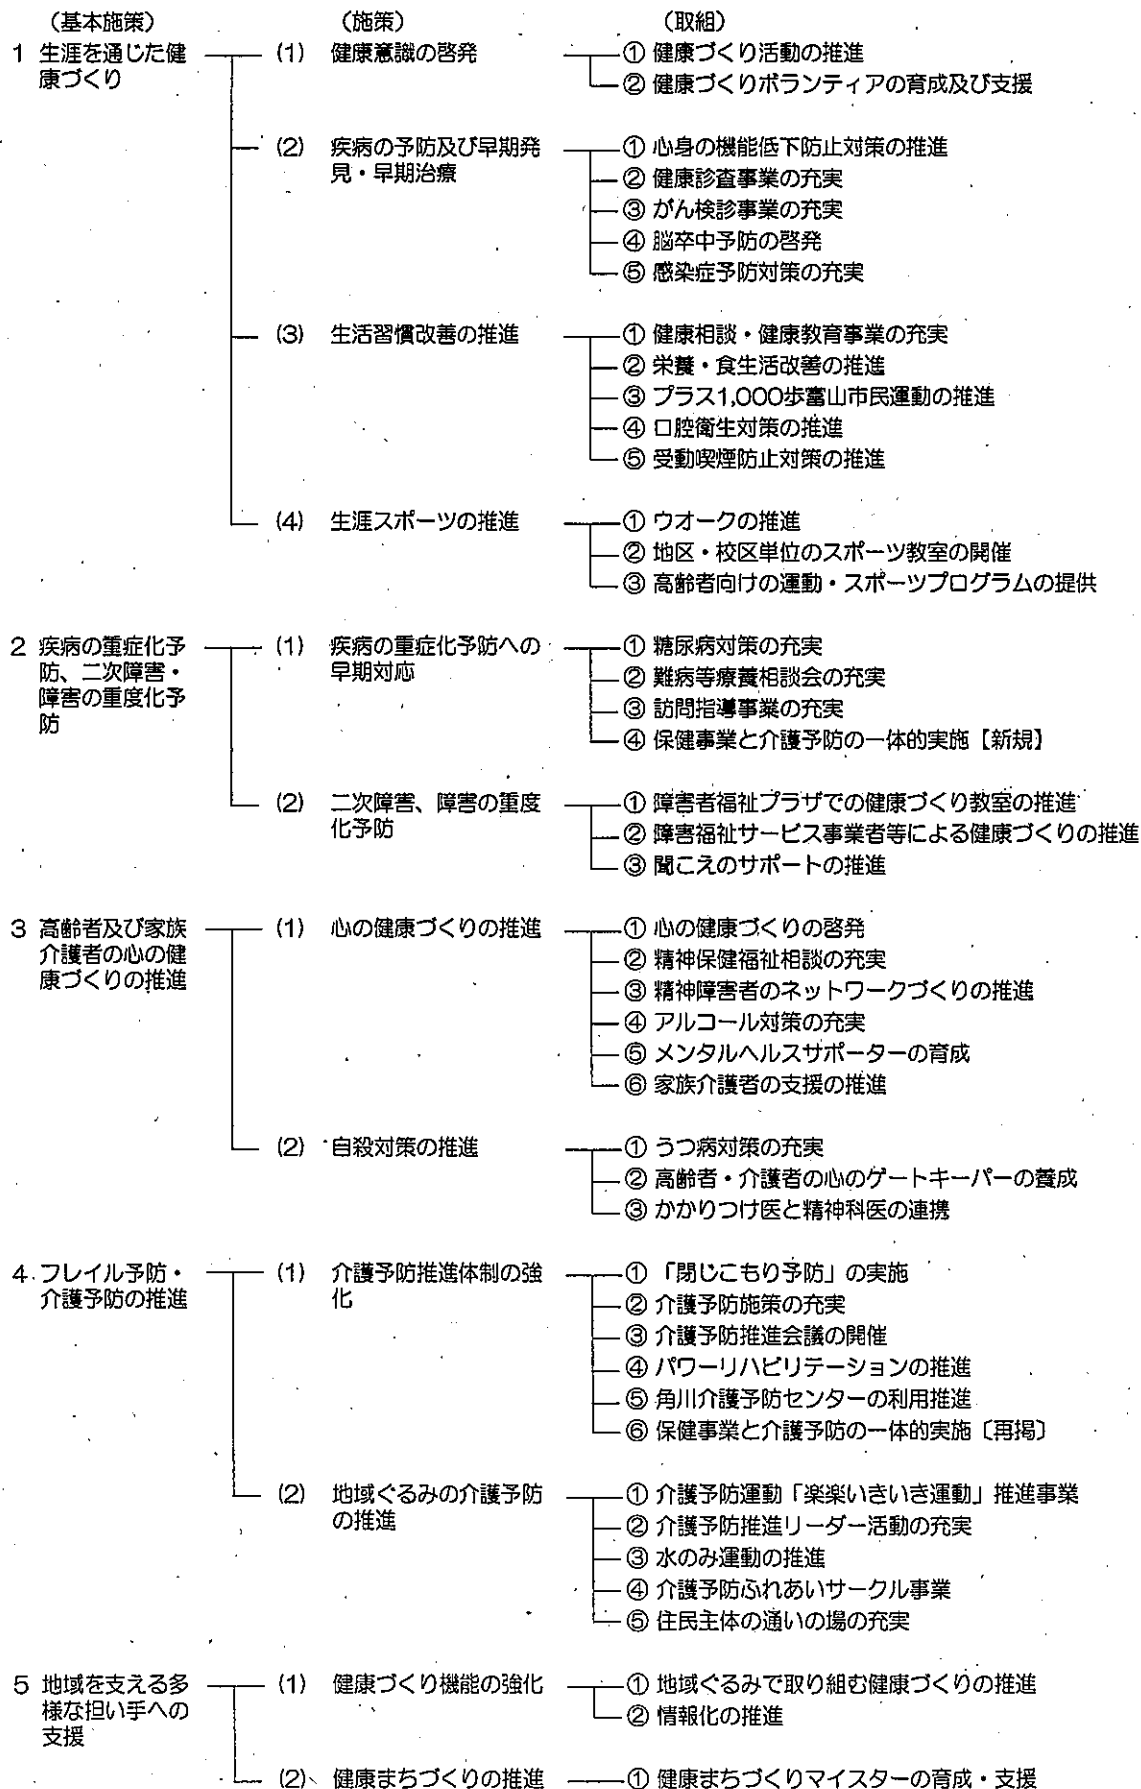 （基本施策）　（施策）　（取組）
1 生涯を通じた健　(1) 健康意識の啓発　① 健康づくり活動の推進
康づくり　② 健康づくりボランティアの育成及び支援
(2) 疾病の予防及び早期発　① 心身の機能低下防止対策の推進
見・早期治療　② 健康診査事業の充実
③ がん検診事業の充実
④ 脳卒中予防の啓発
⑤ 感染症予防対策の充実
(3) 生活習慣改善の推進　① 健康相談・健康教育事業の充実
② 栄養・食生活改善の推進
③ プラス1,000歩富山市民運動の推進
④ 口腔衛生対策の推進
⑤ 受動喫煙防止対策の推進
(4) 生涯スポーツの推進　① ウオークの推進
② 地区・校区単位のスポーツ教室の開催
③ 高齢者向けの運動・スポーツプログラムの提供
2 疾病の重症化予　(1) 疾病の重症化予防への　① 糖尿病対策の充実
防、二次障害・　早期対応　② 難病等療養相談会の充実
障害の重度化予　③ 訪問指導事業の充実
防　④ 保健事業と介護予防の一体的実施【新規】
(2) 二次障害、障害の重度　① 障害者福祉プラザでの健康づくり教室の推進
化予防　② 障害福祉サービス事業者等による健康づくりの推進
③ 聞こえのサポートの推進
3 高齢者及び家族　(1) 心の健康づくりの推進　① 心の健康づくりの啓発
介護者の心の健　② 精神保健福祉相談の充実
康づくりの推進　③ 精神障害者のネットワークづくりの推進
④ アルコール対策の充実
⑤ メンタルヘルスサポーターの育成
⑥ 家族介護者の支援の推進
(2) 自殺対策の推進　① うつ病対策の充実
② 高齢者・介護者の心のゲートキーパーの養成
③ かかりつけ医と精神科医の連携
4 フレイル予防・　(1) 介護予防推進体制の強　① 「閉じこもり予防」の実施
介護予防の推進　化　② 介護予防施策の充実
③ 介護予防推進会議の開催
④ パワーリハビリテーションの推進
⑤ 角川介護予防センターの利用推進
⑥ 保健事業と介護予防の一体的実施〔再掲〕
(2) 地域ぐるみの介護予防　① 介護予防運動「楽楽いきいき運動」推進事業
の推進　② 介護予防推進リーダー活動の充実
③ 水のみ運動の推進
④ 介護予防ふれあいサークル事業
⑤ 住民主体の通いの場の充実
5 地域を支える多　(1) 健康づくり機能の強化　① 地域ぐるみで取り組む健康づくりの推進
様な担い手への　② 情報化の推進
支援
(2) 健康まちづくりの推進　① 健康まちづくりマイスターの育成・支援